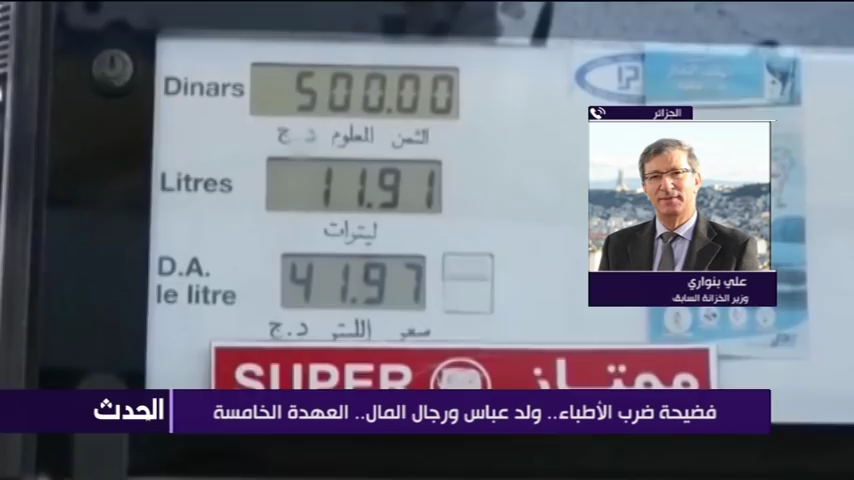 Dinars 500.00
الثمن المعلوم د.ج
Litres 11.91
ليترات
D.A. le litre 41.97
سعر اللتر د.ج
SUPER ممتاز
الجزائر
علي بنواري
وزير الخزانة السابق
فضيحة ضرب الأطباء.. ولد عباس ورجال المال.. العهدة الخامسة
الحدث